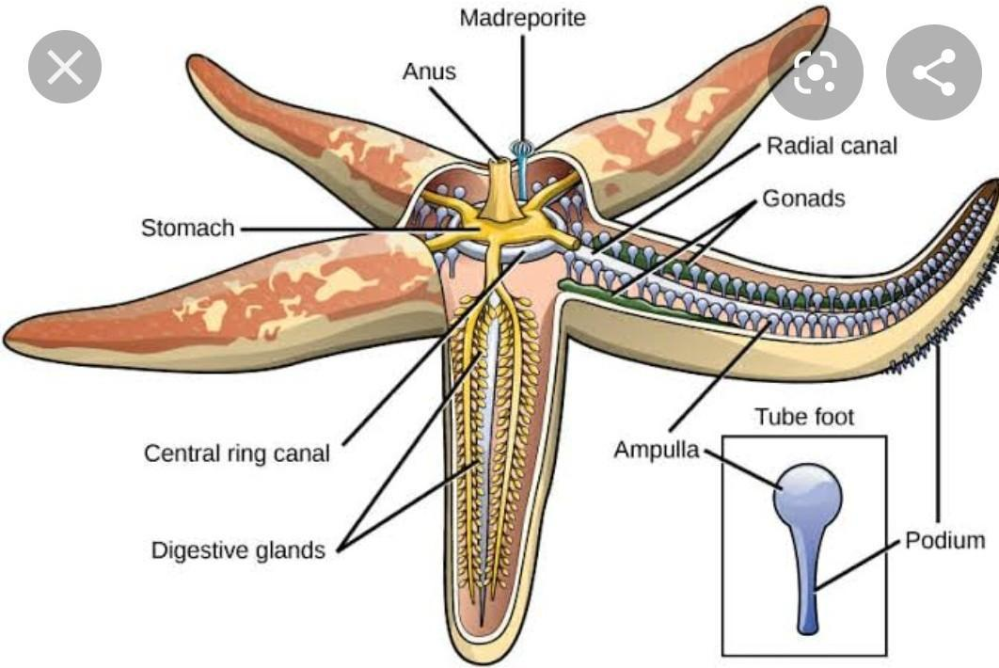 Madreporite
Anus
Radial canal
Gonads
Stomach
Tube foot
Ampulla
Central ring canal
Podium
Digestive glands